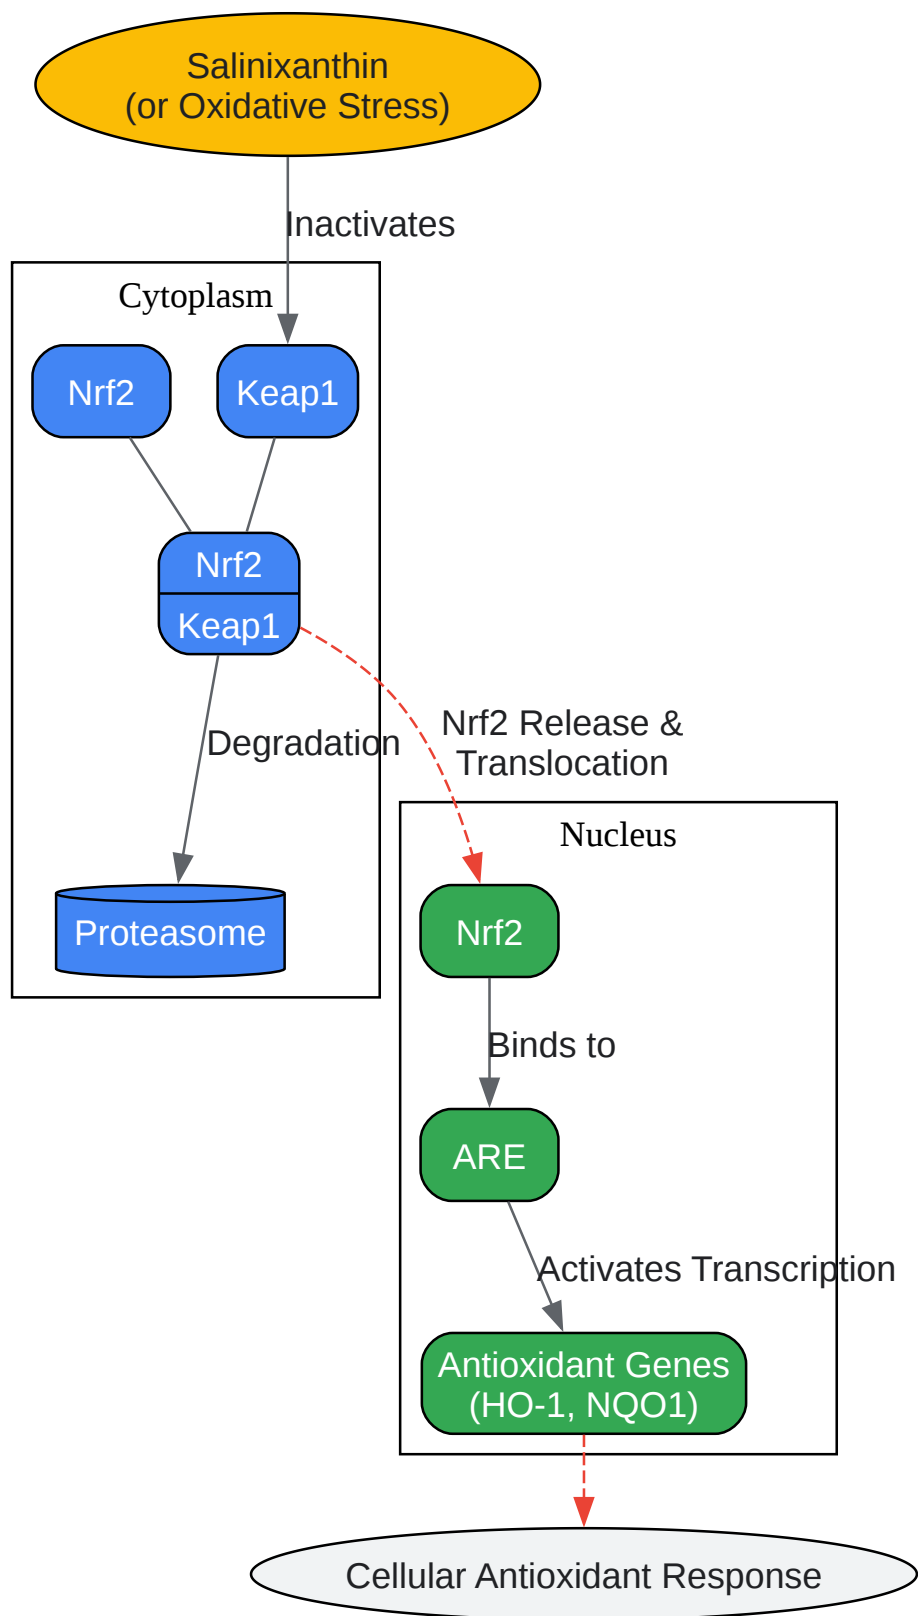 Salinixanthin
(or Oxidative Stress)
Inactivates
Cytoplasm
Nrf2
Keap1
Nrf2
Keap1
Degradation
Nrf2 Release &
Translocation
Proteasome
Nucleus
Nrf2
Binds to
ARE
Activates Transcription
Antioxidant Genes
(HO-1, NQO1)
Cellular Antioxidant Response